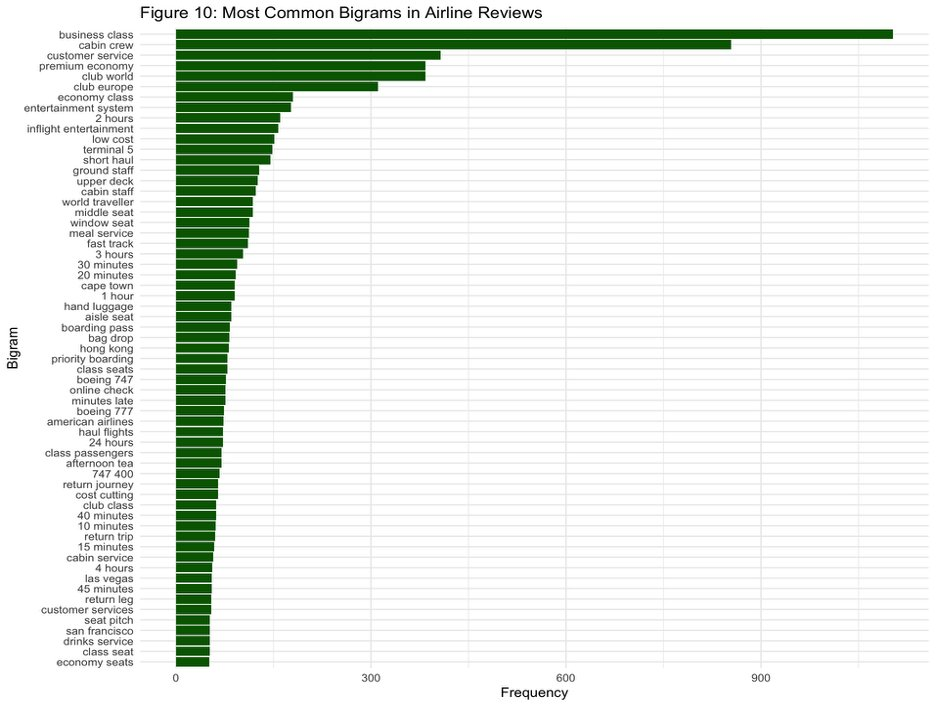 Figure 10: Most Common Bigrams in Airline Reviews
Bigram
business class
cabin crew
customer service
premium economy
club world
club europe
economy class
entertainment system
2 hours
inflight entertainment
low cost
terminal 5
short haul
ground staff
upper deck
cabin staff
world traveller
middle seat
window seat
meal service
fast track
3 hours
30 minutes
20 minutes
cape town
1 hour
hand luggage
aisle seat
boarding pass
bag drop
hong kong
priority boarding
class seats
boeing 747
online check
minutes late
boeing 777
american airlines
haul flights
24 hours
class passengers
afternoon tea
747 400
return journey
cost cutting
club class
40 minutes
10 minutes
return trip
15 minutes
cabin service
4 hours
las vegas
45 minutes
return leg
customer services
seat pitch
san francisco
drinks service
class seat
economy seats
0 300 600 900
Frequency